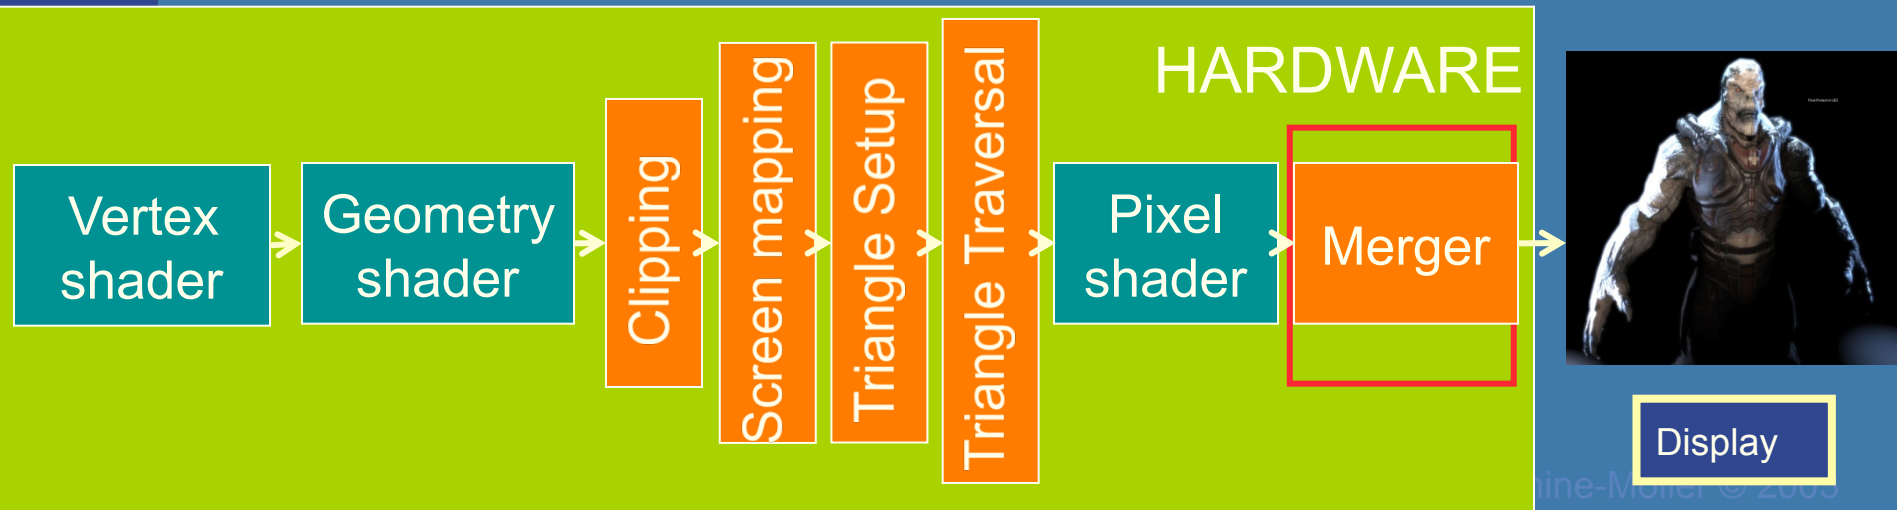 HARDWARE
Vertex
shader
Geometry
shader
Clipping
Screen mapping
Triangle Setup
Triangle Traversal
Pixel
shader
Merger
Display